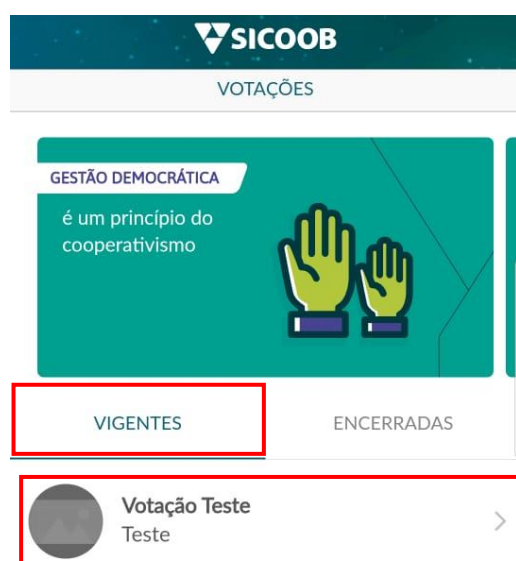 SICOOB
VOTAÇÕES
GESTÃO DEMOCRÁTICA
é um princípio do
cooperativismo
VIGENTES
ENCERRADAS
Votação Teste
Teste